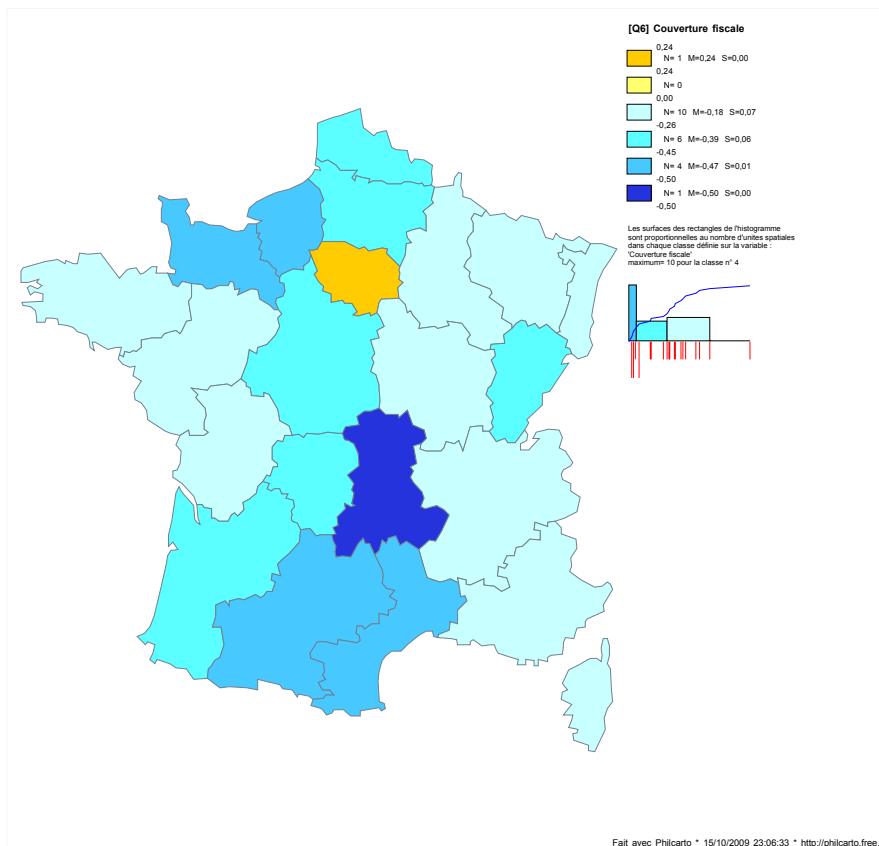 [Q6] Couverture fiscale
0,24
N= 1 M=0,24 S=0,00
0,24
N= 0
0,00
N= 10 M=-0,18 S=0,07
-0,26
N= 6 M=-0,39 S=0,06
-0,45
N= 4 M=-0,47 S=0,01
-0,50
N= 1 M=-0,50 S=0,00
-0,50
Les surfaces des rectangles de l'histogramme
sont proportionnelles au nombre d'unites spatiales
dans chaque classe définie sur la variable :
'Couverture fiscale'
maximum= 10 pour la classe n° 4
Fait avec Philcarto * 15/10/2009 23:06:33 * http://philcarto.free.